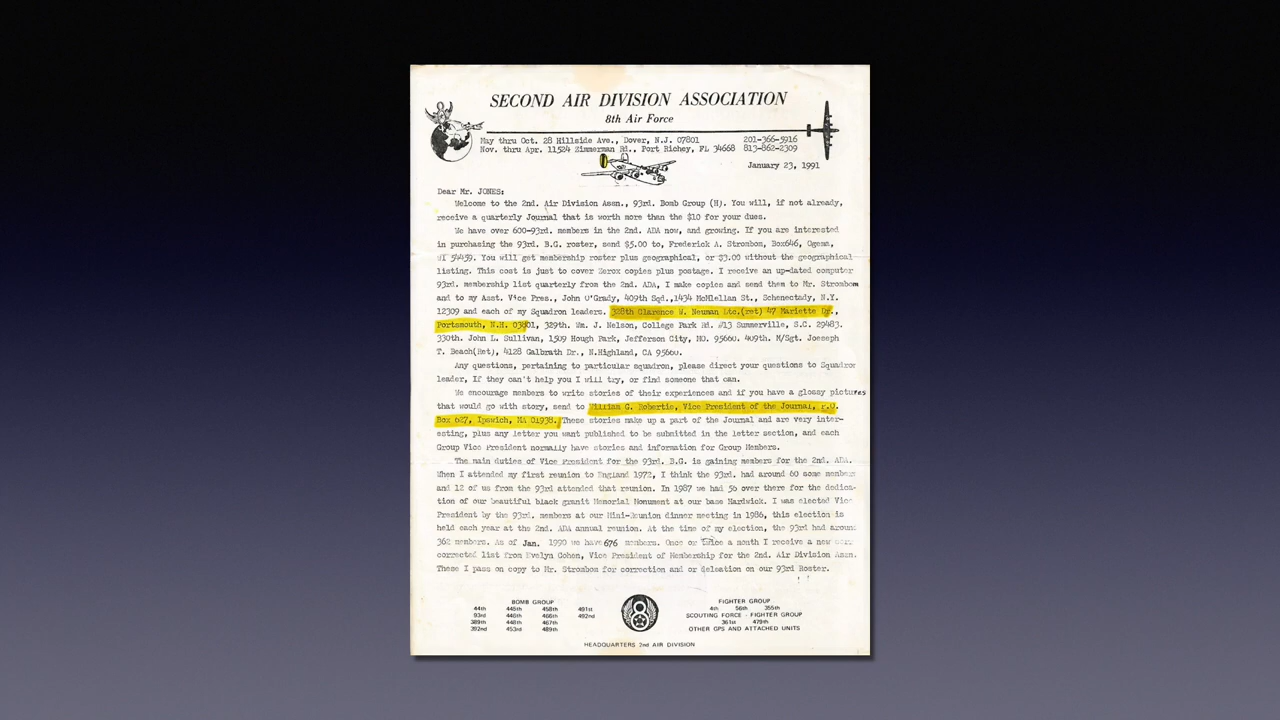 SECOND AIR DIVISION ASSOCIATION
8th Air Force
May thru Oct. 28 Hillside Ave., Dover, N.J. 07801 201-366-5916
Nov. thru Apr. 11524 Zimmerman Rd., Port Richey, FL 34668 813-862-2309
January 23, 1991
Dear Mr. JONES:
Welcome to the 2nd. Air Division Assn., 93rd. Bomb Group (H). You will, if not already,
receive a quarterly Journal that is worth more than the $10 for your dues.
We have over 600-93rd. members in the 2nd. ADA now, and growing. If you are interested
in purchasing the 93rd. B.G. roster, send $5.00 to, Frederick A. Strombom, Box646, Ogema,
WI 54459. You will get membership roster plus geographical, or $3.00 without the geographical
listing. This cost is just to cover Zerox copies plus postage. I receive an up-dated computer
93rd. membership list quarterly from the 2nd. ADA, I make copies and send them to Mr. Strombom
and to my Asst. Vice Pres., John O'Grady, 409th Sqd.,1434 McMlellan St., Schenectady, N.Y.
12309 and each of my Squadron leaders. 328th Clarence W. Neuman Ltc.(ret) 47 Mariette Dr.,
Portsmouth, N.H. 03801, 329th. Wm. J. Nelson, College Park Rd. #13 Summerville, S.C. 29483.
330th. John L. Sullivan, 1509 Hough Park, Jefferson City, MO. 95660. 409th. M/Sgt. Joeseph
T. Beach(Ret), 4128 Galbrath Dr., N.Highland, CA 95660.
Any questions, pertaining to particular squadron, please direct your questions to Squadron
leader, If they can't help you I will try, or find someone that can.
We encourage members to write stories of their experiences and if you have a glossy pictures
that would go with story, send to William G. Robertie, Vice President of the Journal, P.O.
Box 627, Ipswich, MA 01938. These stories make up a part of the Journal and are very inter-
esting, plus any letter you want published to be submitted in the letter section, and each
Group Vice President normally have stories and information for Group Members.
The main duties of Vice President for the 93rd. B.G. is gaining members for the 2nd. ADA.
When I attended my first reunion to England 1972, I think the 93rd. had around 60 some members
and 12 of us from the 93rd attended that reunion. In 1987 we had 56 over there for the dedica-
tion of our beautiful black granit Memorial Monument at our base Hardwick. I was elected Vice
President by the 93rd. members at our Mini-Reunion dinner meeting in 1986, this election is
held each year at the 2nd. ADA annual reunion. At the time of my election, the 93rd had around
362 members. As of Jan. 1990 we have 676 members. Once or twice a month I receive a new
corrected list from Evelyn Cohen, Vice President of Membership for the 2nd. Air Division Assn.
These I pass on copy to Mr. Strombom for correction and or deleation on our 93rd Roster.
BOMB GROUP
44th 445th 458th 491st
93rd 446th 466th 492nd
389th 448th 467th
392nd 453rd 489th
8
FIGHTER GROUP
4th 56th 355th
SCOUTING FORCE - FIGHTER GROUP
361st 479th
OTHER GPS AND ATTACHED UNITS
HEADQUARTERS 2nd AIR DIVISION